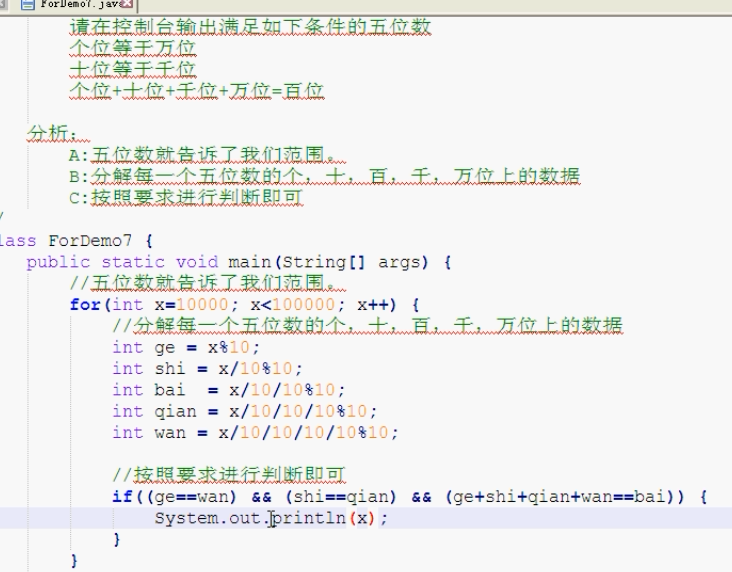 ForDemo7.java
请在控制台输出满足如下条件的五位数
个位等于万位
十位等于千位
个位+十位+千位+万位=百位
分析:
A:五位数就告诉了我们范围。
B:分解每一个五位数的个，十，百，千，万位上的数据
C:按照要求进行判断即可
/
lass ForDemo7 {
public static void main(String[] args) {
//五位数就告诉了我们范围。
for(int x=10000; x<100000; x++) {
//分解每一个五位数的个，十，百，千，万位上的数据
int ge = x%10;
int shi = x/10%10;
int bai  = x/10/10%10;
int qian = x/10/10/10%10;
int wan = x/10/10/10/10%10;
//按照要求进行判断即可
if((ge==wan) && (shi==qian) && (ge+shi+qian+wan==bai)) {
System.out.println(x);
}
}